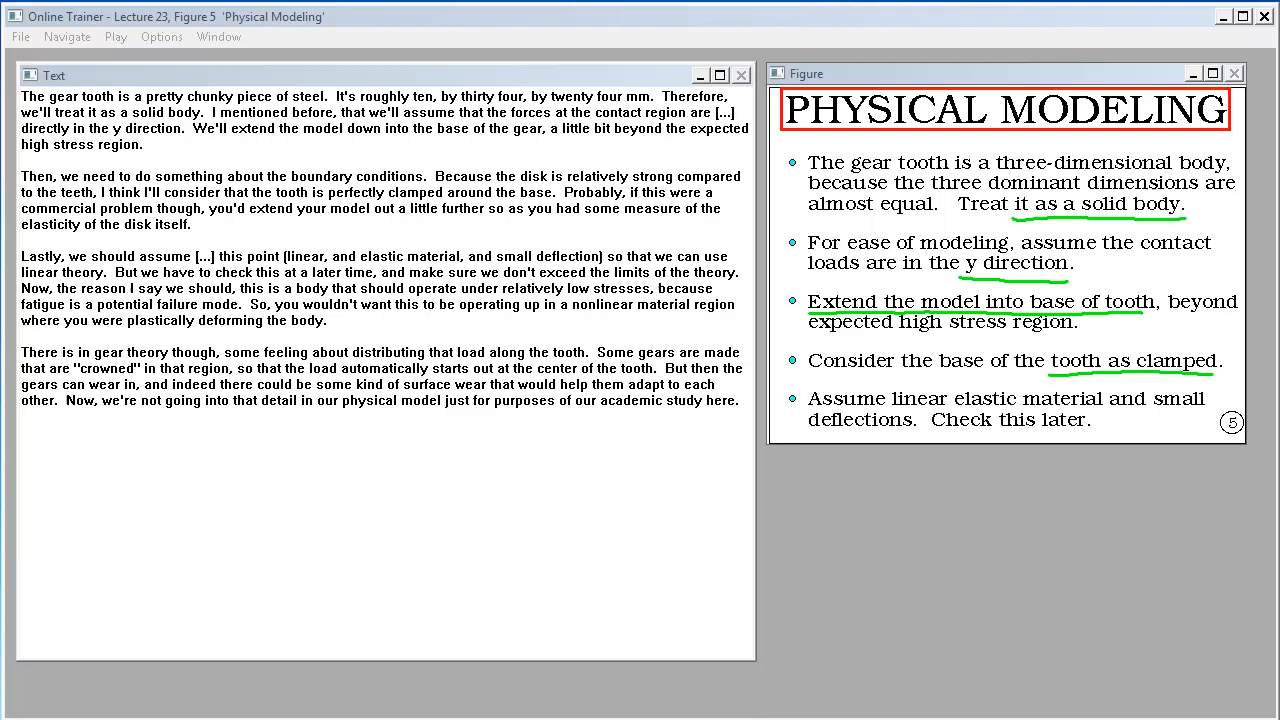 Online Trainer - Lecture 23, Figure 5 'Physical Modeling'
File Navigate Play Options Window
Text
The gear tooth is a pretty chunky piece of steel. It's roughly ten, by thirty four, by twenty four mm. Therefore,
we'll treat it as a solid body. I mentioned before, that we'll assume that the forces at the contact region are [...]
directly in the y direction. We'll extend the model down into the base of the gear, a little bit beyond the expected
high stress region.
Then, we need to do something about the boundary conditions. Because the disk is relatively strong compared
to the teeth, I think I'll consider that the tooth is perfectly clamped around the base. Probably, if this were a
commercial problem though, you'd extend your model out a little further so as you had some measure of the
elasticity of the disk itself.
Lastly, we should assume [...] this point (linear, and elastic material, and small deflection) so that we can use
linear theory. But we have to check this at a later time, and make sure we don't exceed the limits of the theory.
Now, the reason I say we should, this is a body that should operate under relatively low stresses, because
fatigue is a potential failure mode. So, you wouldn't want this to be operating up in a nonlinear material region
where you were plastically deforming the body.
There is in gear theory though, some feeling about distributing that load along the tooth. Some gears are made
that are "crowned" in that region, so that the load automatically starts out at the center of the tooth. But then the
gears can wear in, and indeed there could be some kind of surface wear that would help them adapt to each
other. Now, we're not going into that detail in our physical model just for purposes of our academic study here.
Figure
PHYSICAL MODELING
• The gear tooth is a three-dimensional body,
because the three dominant dimensions are
almost equal. Treat it as a solid body.
• For ease of modeling, assume the contact
loads are in the y direction.
• Extend the model into base of tooth, beyond
expected high stress region.
• Consider the base of the tooth as clamped.
• Assume linear elastic material and small
deflections. Check this later.
5